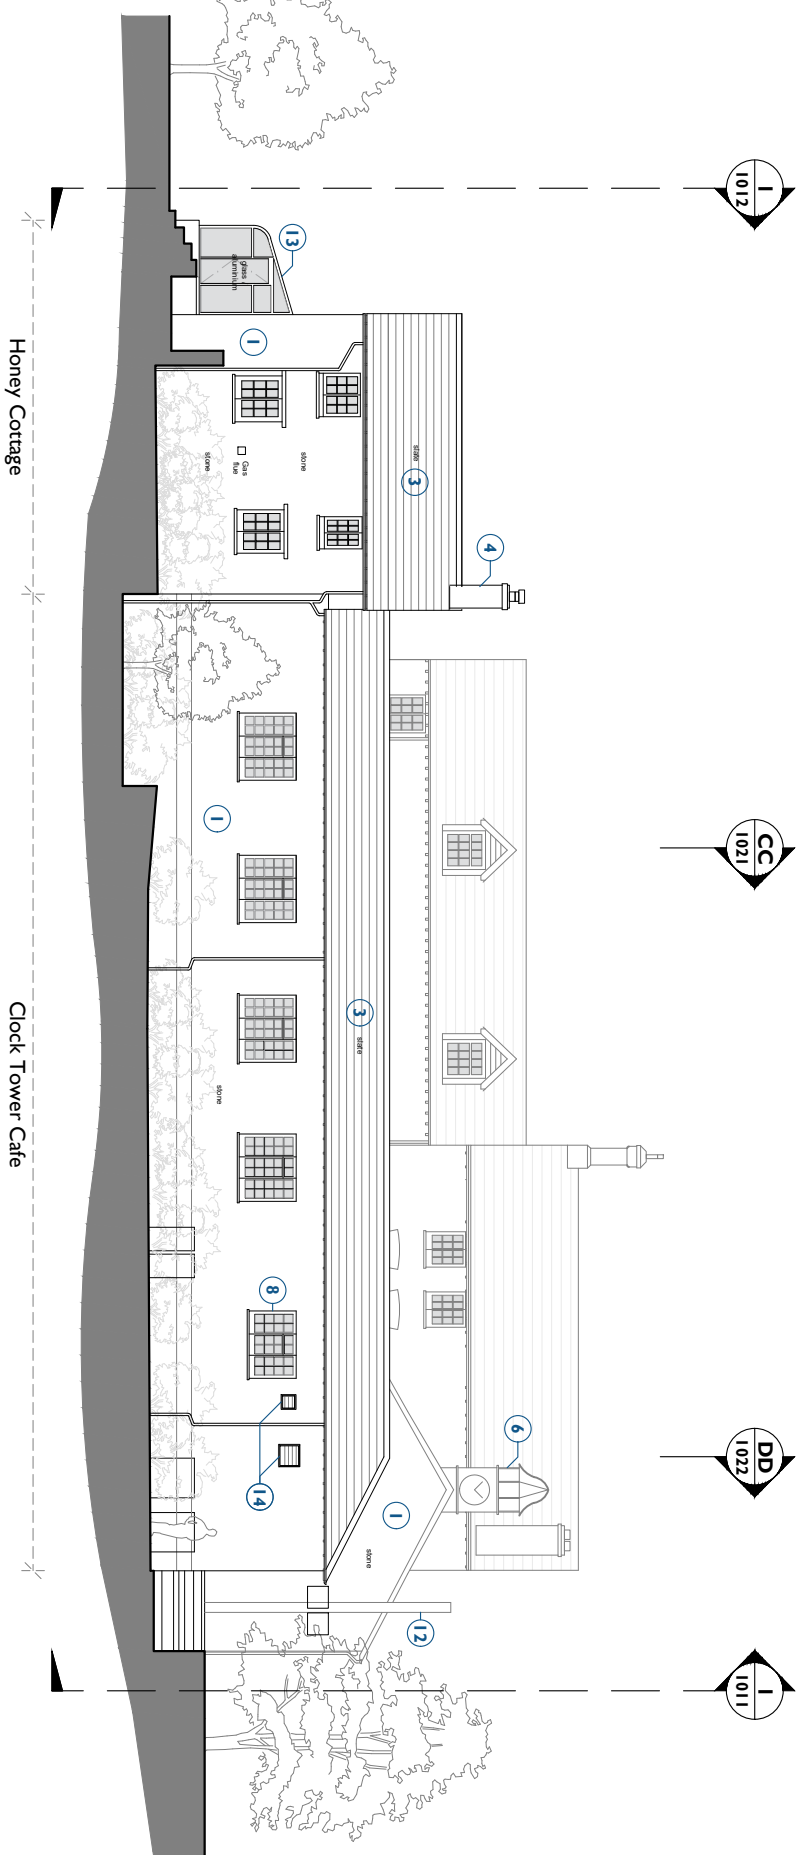 1
1012
CC
1021
DD
1022
1
1011
13
glass /
aluminium
1
slate
3
4
stone
Gas
flue
stone
1
3
slate
stone
8
14
6
1
stone
12
Honey Cottage
Clock Tower Cafe